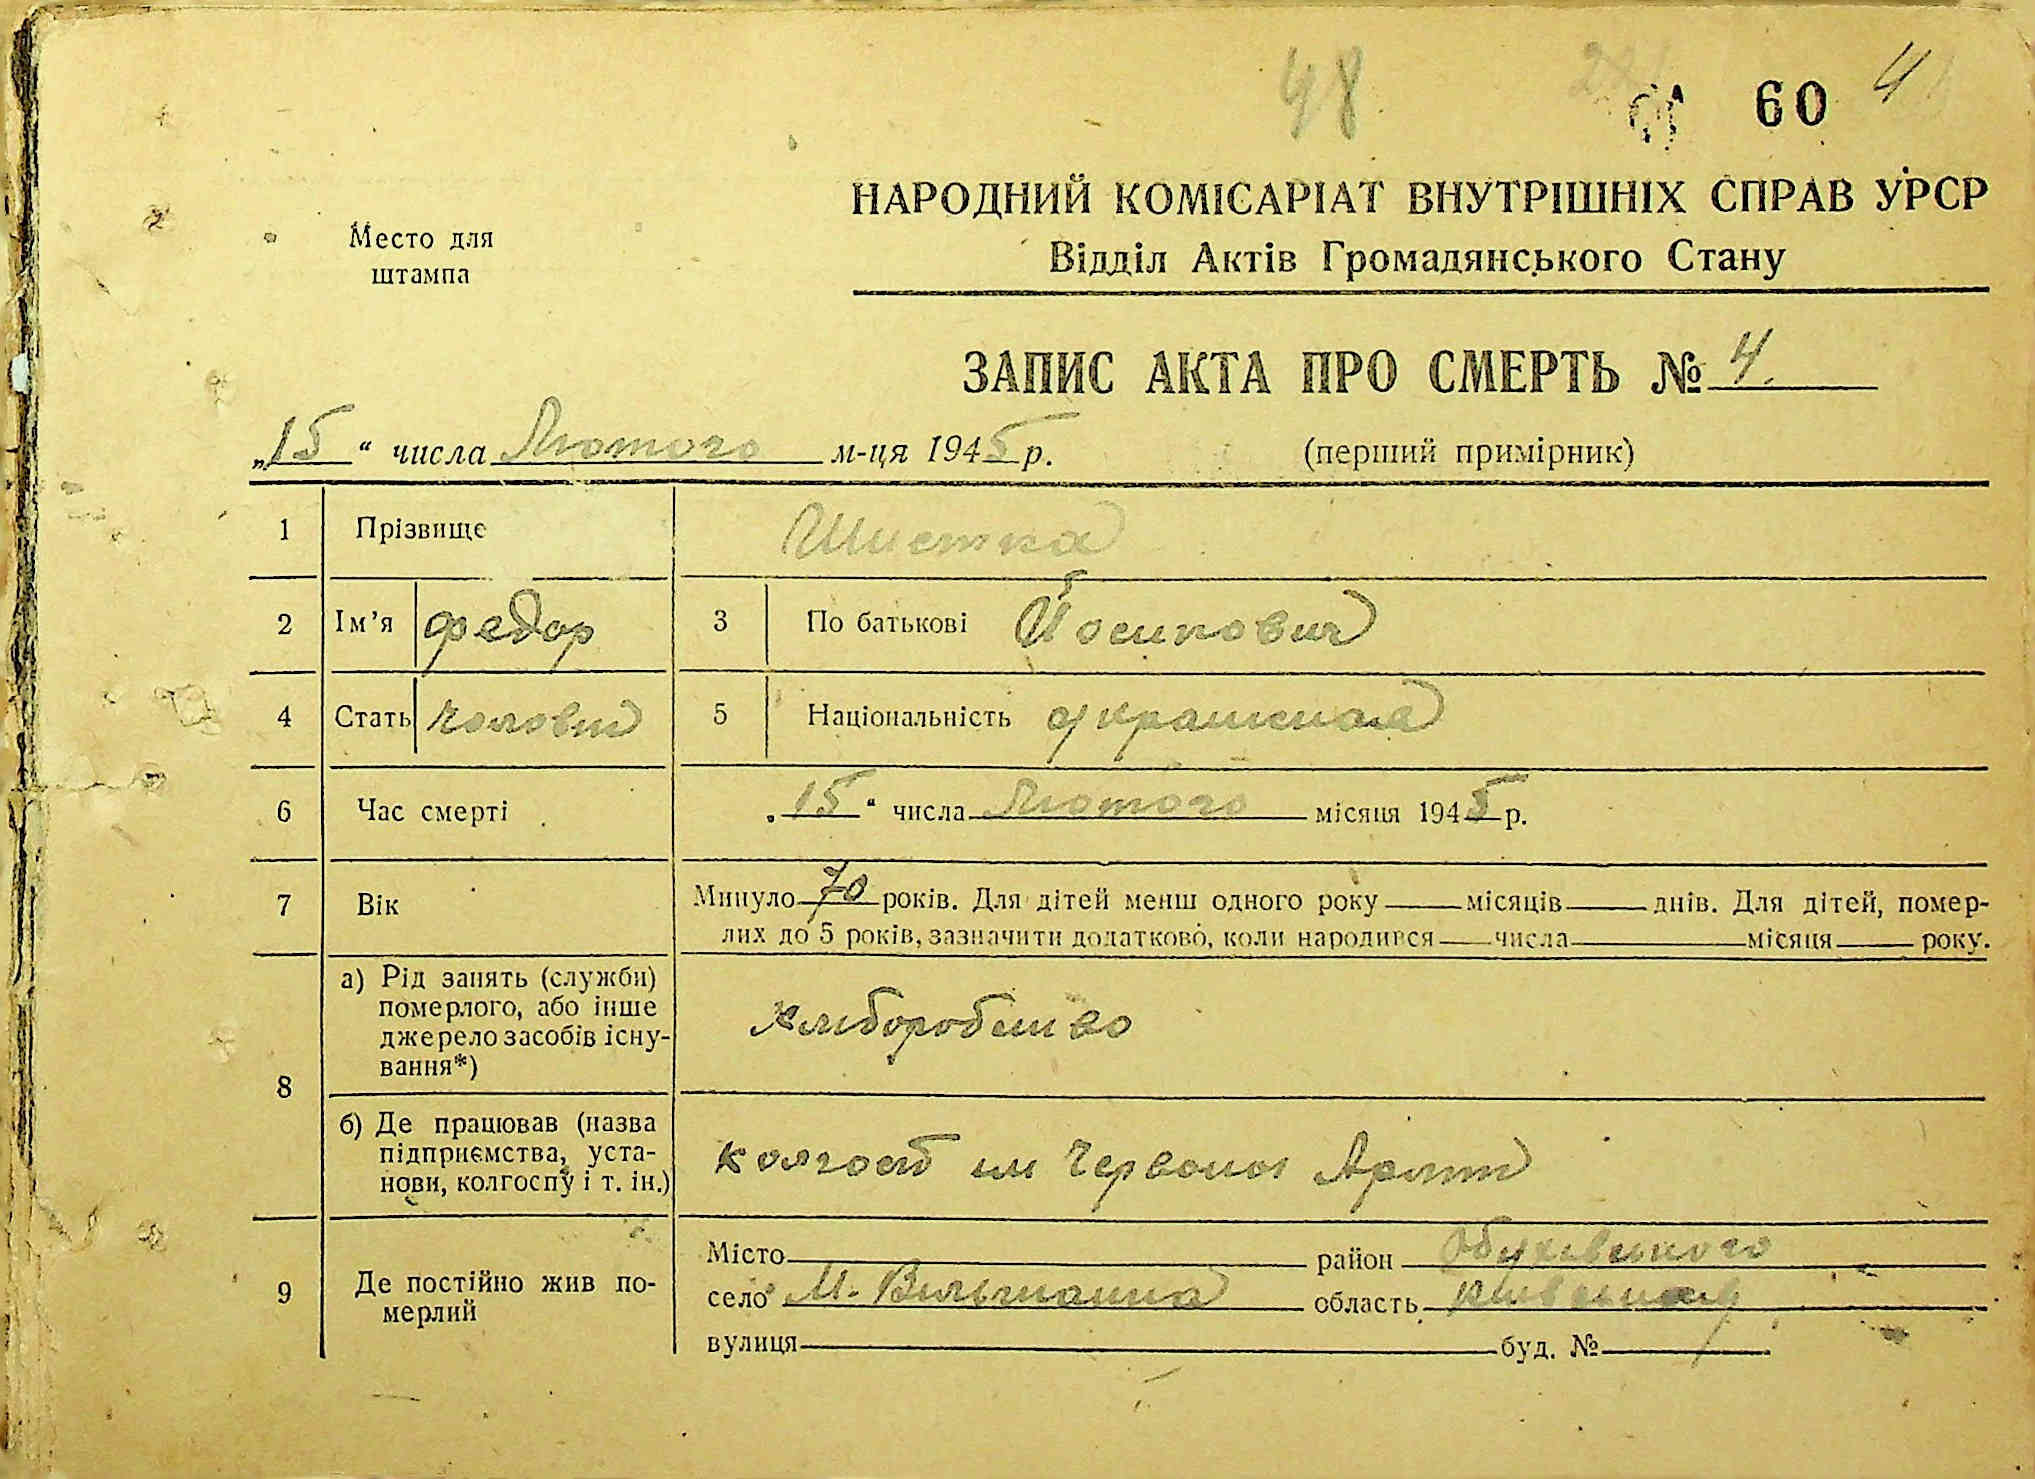 48
60 4
Место для
штампа
НАРОДНИЙ КОМІСАРІАТ ВНУТРІШНІХ СПРАВ УРСР
Відділ Актів Громадянського Стану
ЗАПИС АКТА ПРО СМЕРТЬ № 4.
„15“ числа Лютого м-ця 1945 р. (перший примірник)
1 Прізвище Шистка
2 Ім'я Федор 3 По батькові Йосипович
4 Стать чоловіч 5 Національність
6 Час смерті „15“ числа Лютого місяця 1945 р.
7 Вік Минуло 70 років. Для дітей менш одного року місяців днів. Для дітей, помер-
лих до 5 років, зазначити додатково, коли народився числа місяця року.
8 а) Рід занять (служби)
померлого, або інше
джерело засобів існу-
вання*)
хліборобство
б) Де працював (назва
підприємства, уста-
нови, колгоспу і т. ін.)
колгосп им Червоної Армії
9 Де постійно жив по-
мерлий
Місто район Обухівського
село М. Вільшанка область Київська
вулиця буд. №